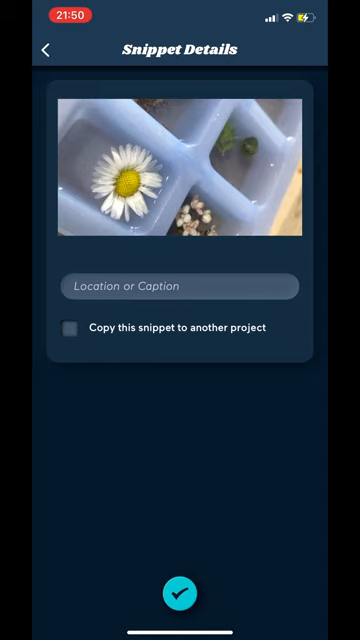 21:50
Snippet Details
Location or Caption
Copy this snippet to another project